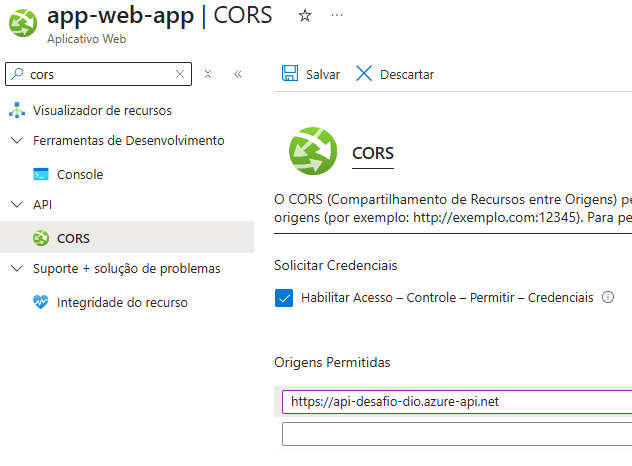 app-web-app | CORS ☆ ...
Aplicativo Web
cors
Salvar
Descartar
Visualizador de recursos
Ferramentas de Desenvolvimento
Console
API
CORS
Suporte + solução de problemas
Integridade do recurso
CORS
O CORS (Compartilhamento de Recursos entre Origens) pe
origens (por exemplo: http://exemplo.com:12345). Para pe
Solicitar Credenciais
Habilitar Acesso – Controle – Permitir – Credenciais
Origens Permitidas
https://api-desafio-dio.azure-api.net